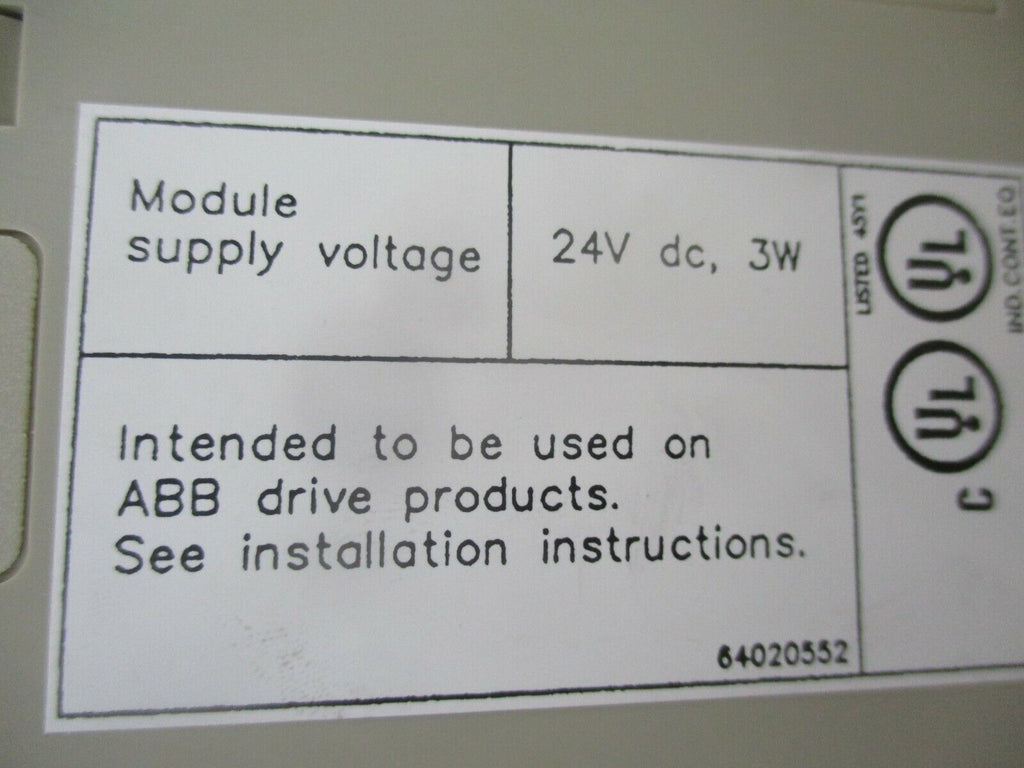 Module
supply voltage
24V dc, 3W
Intended to be used on
ABB drive products.
See installation instructions.
64020552
LISTED 45Y1
UL
IND. CONT. EQ
UL
C